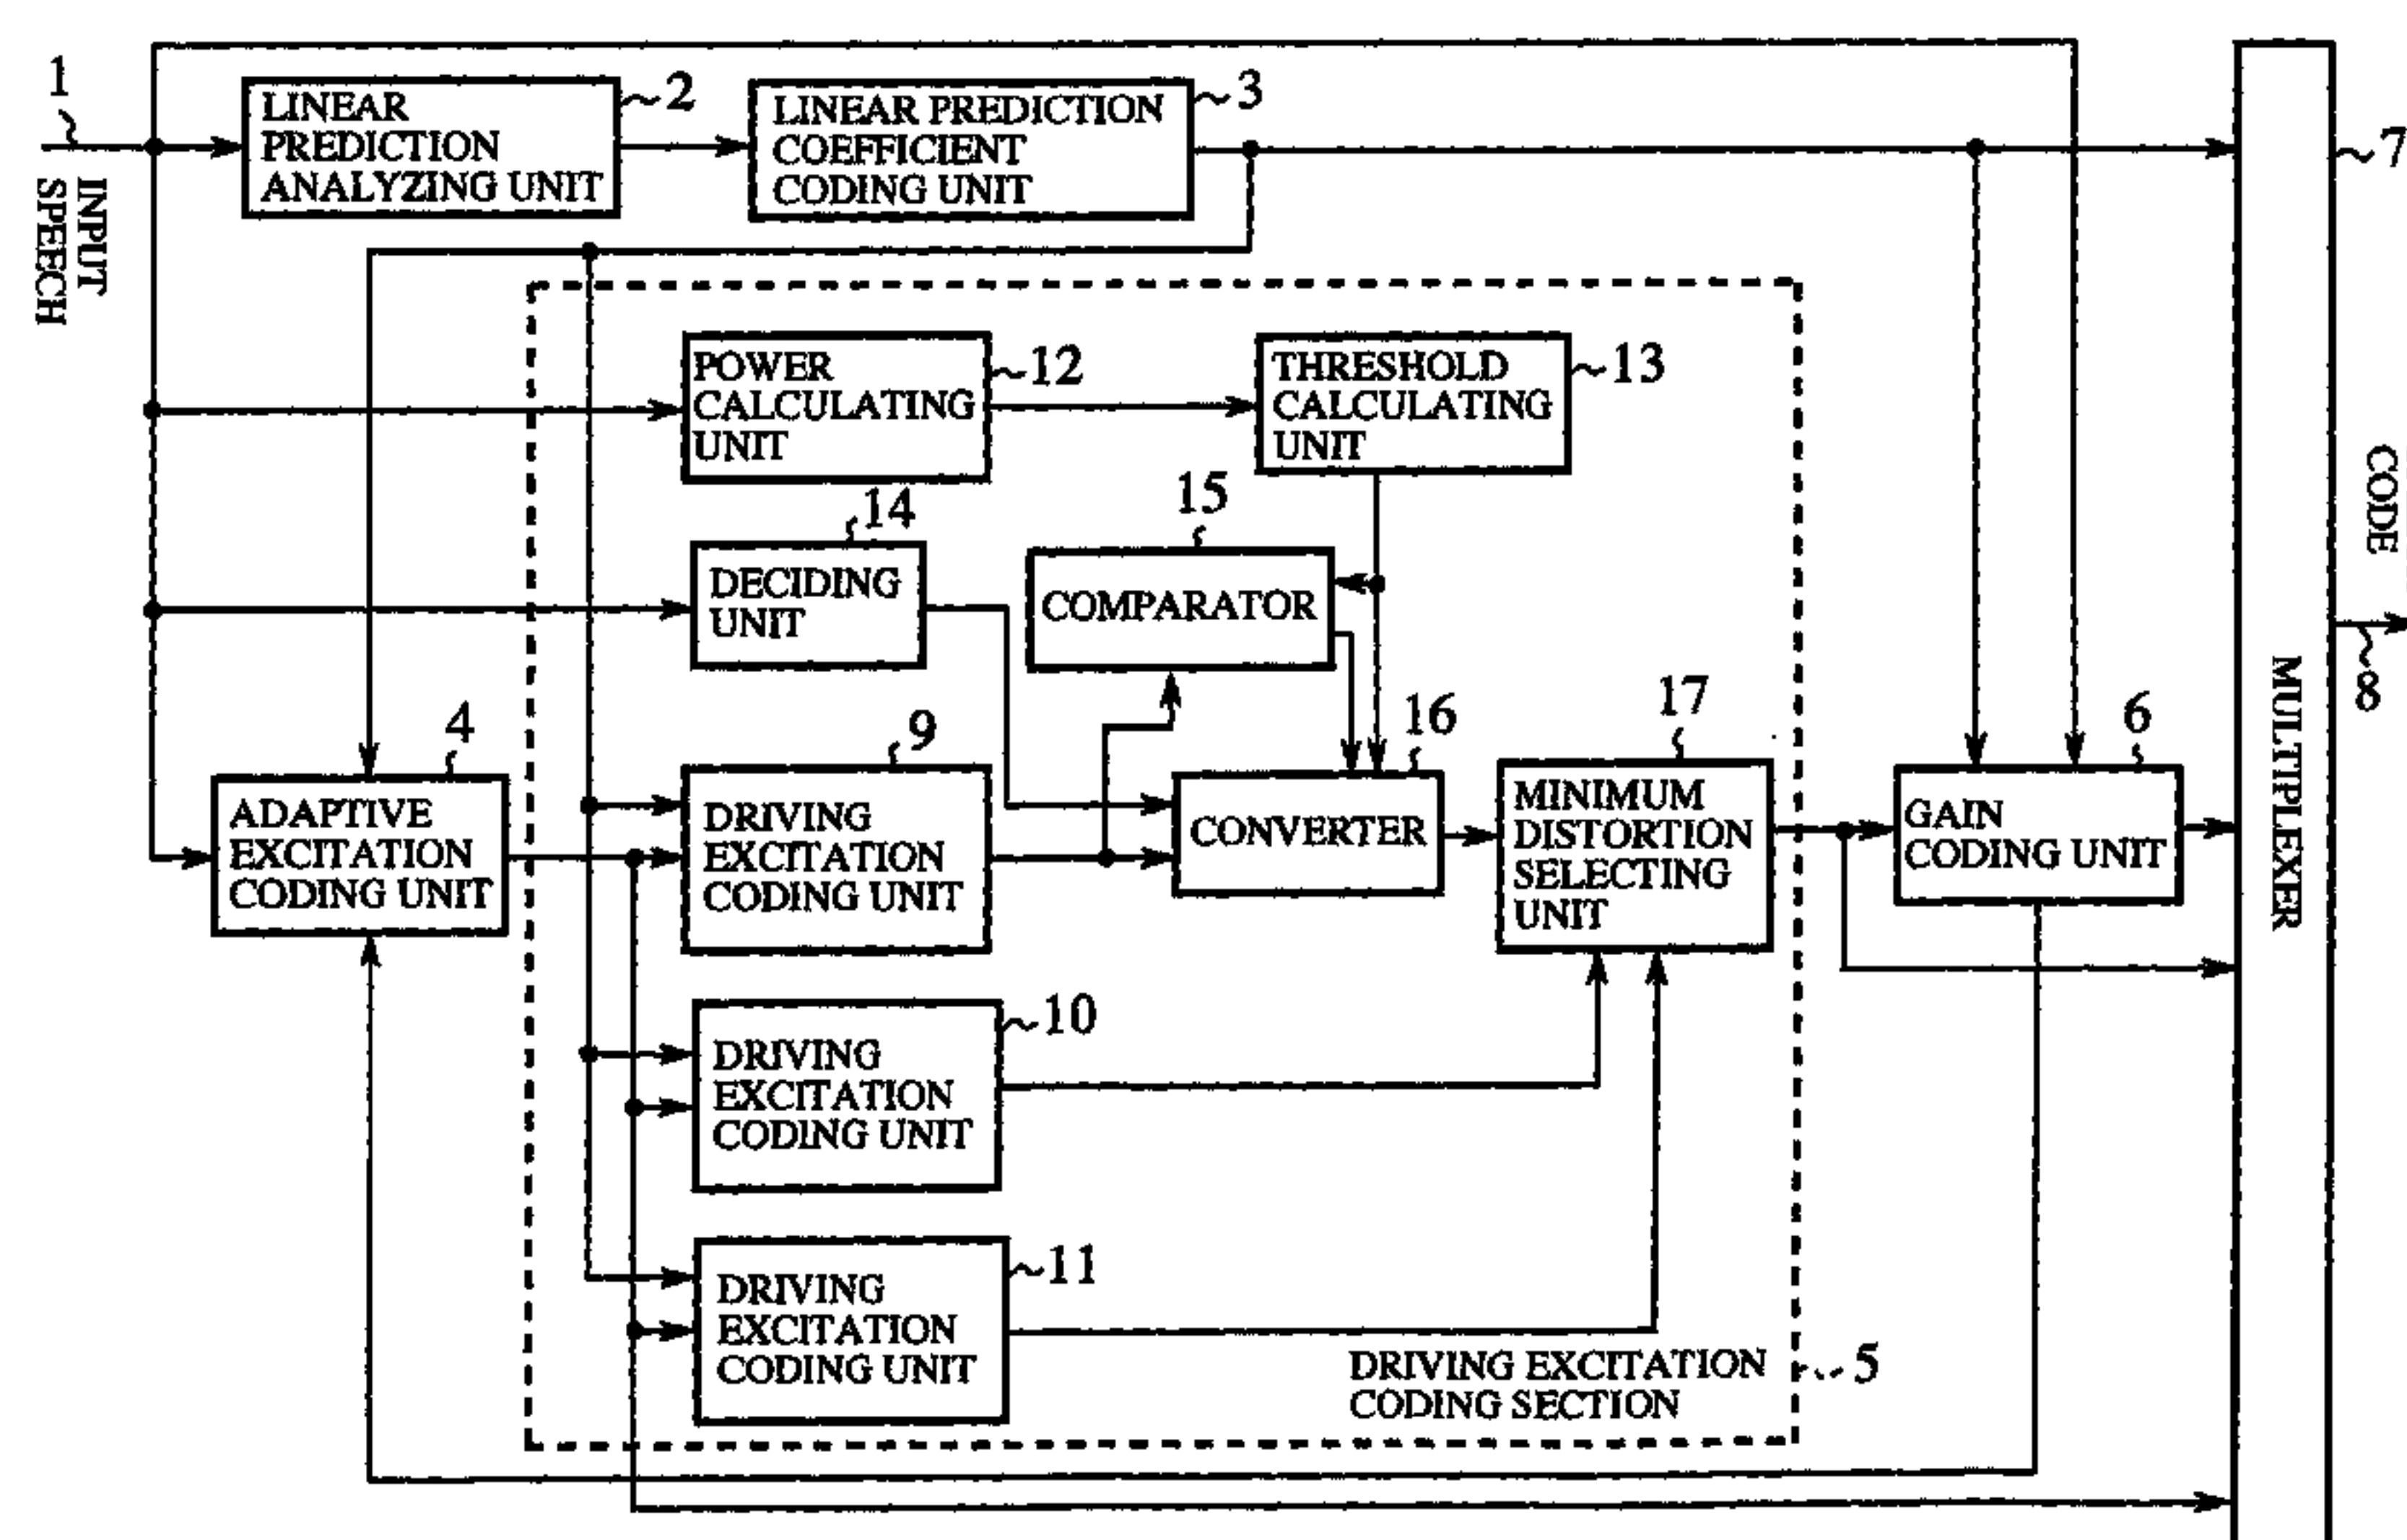 1
INPUT
SPEECH
LINEAR
PREDICTION
ANALYZING UNIT
2
LINEAR PREDICTION
COEFFICIENT
CODING UNIT
3
7
POWER
CALCULATING
UNIT
12
THRESHOLD
CALCULATING
UNIT
13
CODE
14
DECIDING
UNIT
15
COMPARATOR
8
MULTIPLEXER
4
ADAPTIVE
EXCITATION
CODING UNIT
9
DRIVING
EXCITATION
CODING UNIT
16
CONVERTER
17
MINIMUM
DISTORTION
SELECTING
UNIT
6
GAIN
CODING UNIT
10
DRIVING
EXCITATION
CODING UNIT
11
DRIVING
EXCITATION
CODING UNIT
DRIVING EXCITATION
CODING SECTION
5